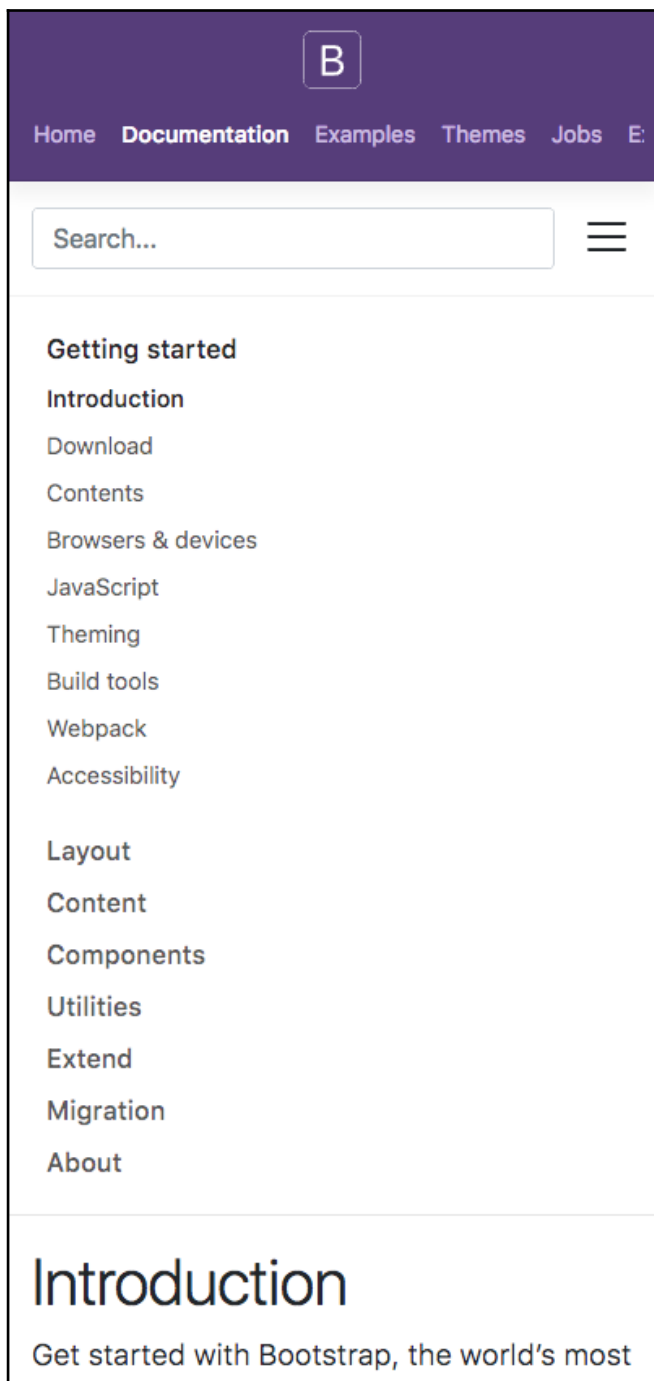 B
Home Documentation Examples Themes Jobs
Search...
Getting started
Introduction
Download
Contents
Browsers & devices
JavaScript
Theming
Build tools
Webpack
Accessibility
Layout
Content
Components
Utilities
Extend
Migration
About
Introduction
Get started with Bootstrap, the world's most